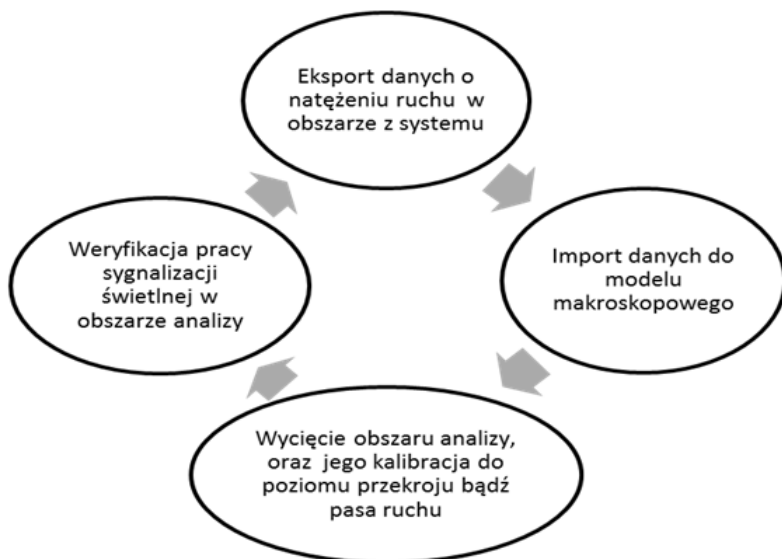 Eksport danych o
natężeniu ruchu w
obszarze z systemu
Import danych do
modelu
makroskopowego
Wycięcie obszaru analizy,
oraz jego kalibracja do
poziomu przekroju bądź
pasa ruchu
Weryfikacja pracy
sygnalizacji
świetlnej w
obszarze analizy